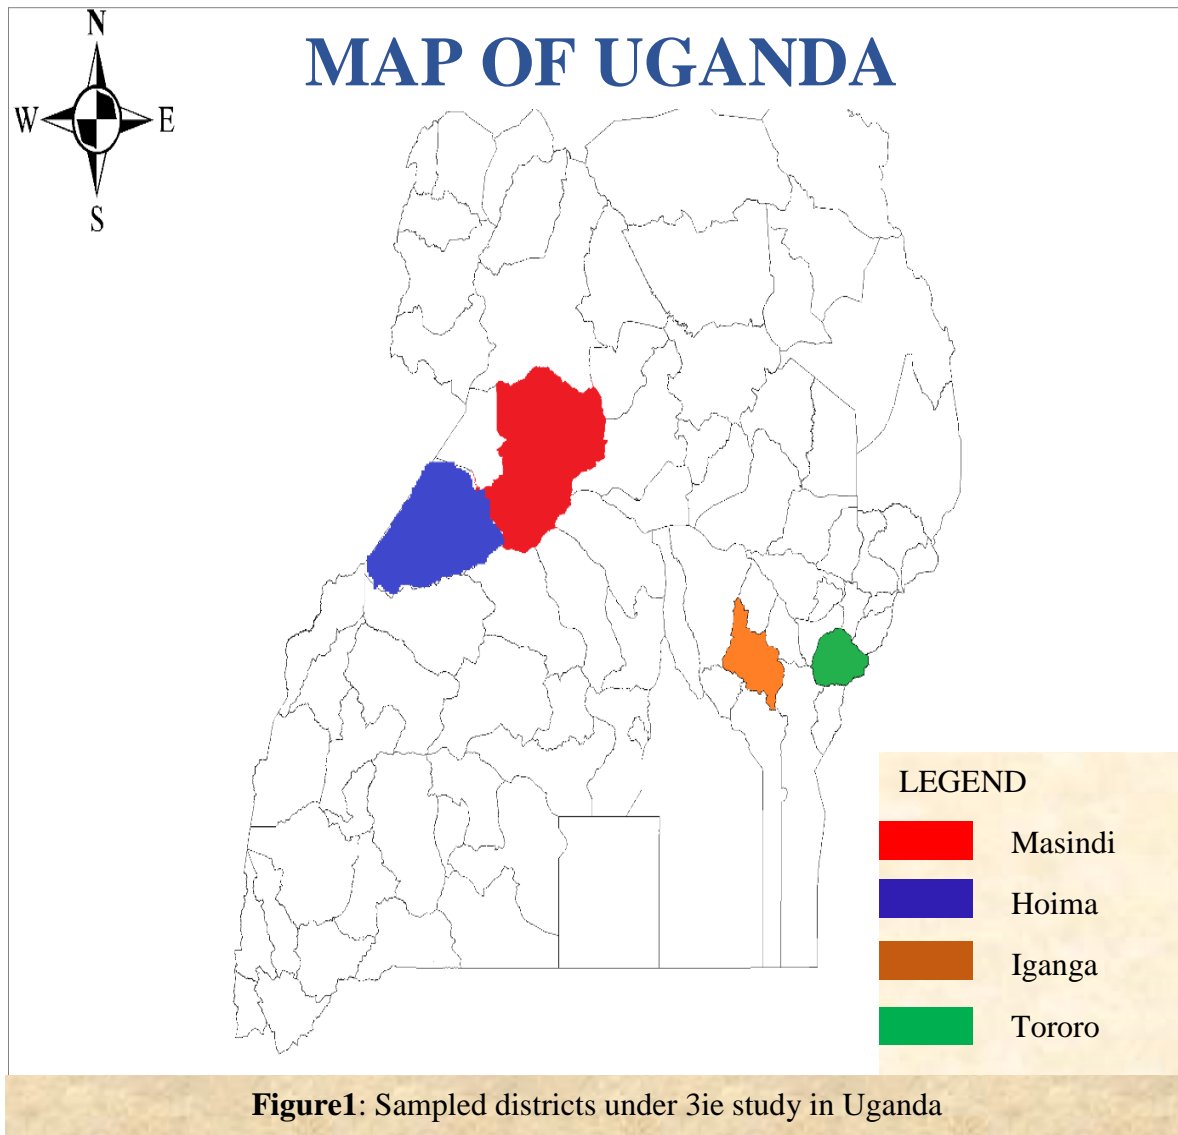 N
MAP OF UGANDA
W E
S
LEGEND
Masindi
Hoima
Iganga
Tororo
Figure1: Sampled districts under 3ie study in Uganda